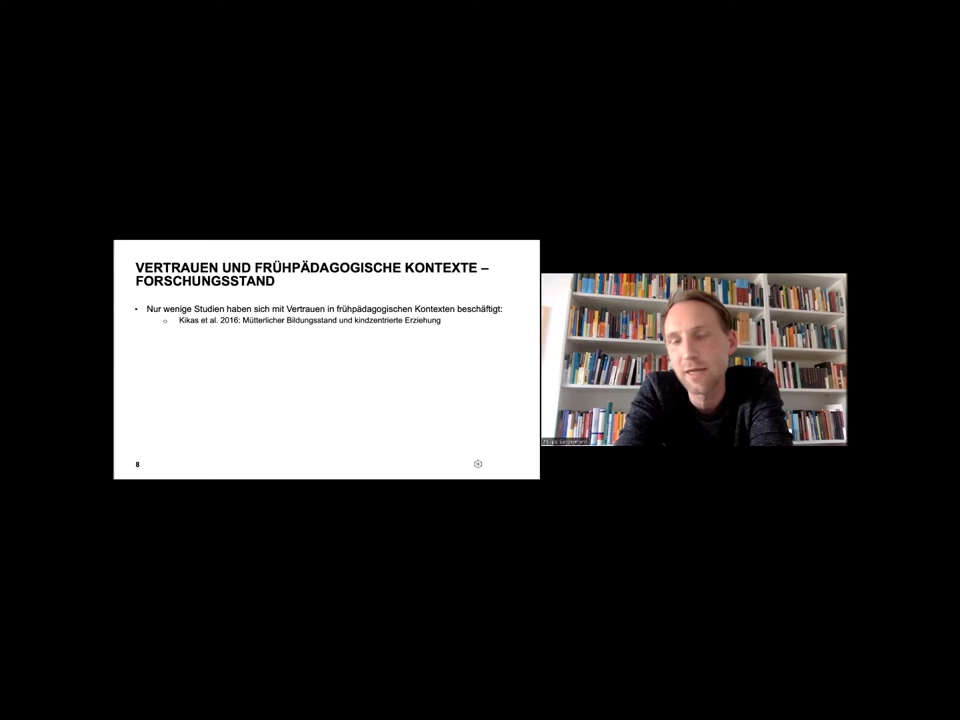 VERTRAUEN UND FRÜHPÄDAGOGISCHE KONTEXTE –
FORSCHUNGSSTAND
• Nur wenige Studien haben sich mit Vertrauen in frühpädagogischen Kontexten beschäftigt:
○ Kikas et al. 2016: Mütterlicher Bildungsstand und kindzentrierte Erziehung
8